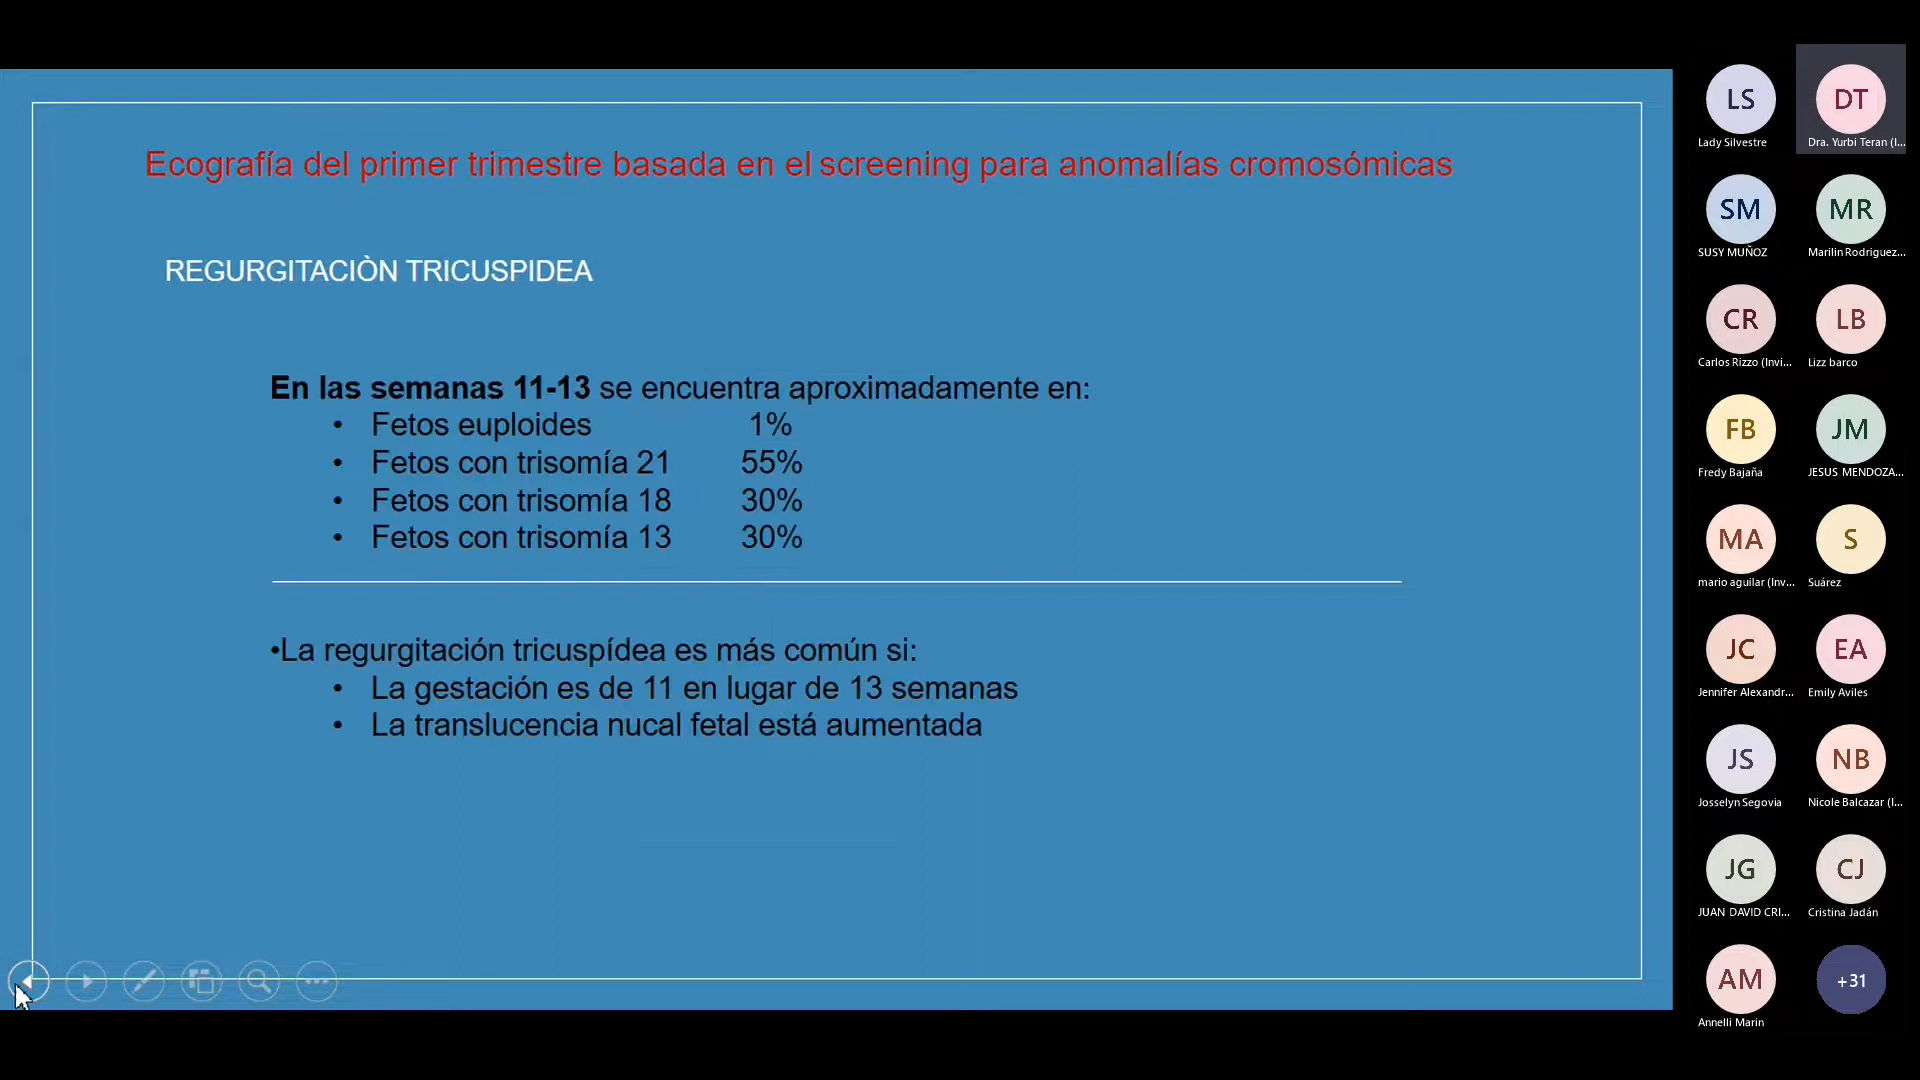 Ecografía del primer trimestre basada en el screening para anomalías cromosómicas
REGURGITACIÒN TRICUSPIDEA
En las semanas 11-13 se encuentra aproximadamente en:
• Fetos euploides 1%
• Fetos con trisomía 21 55%
• Fetos con trisomía 18 30%
• Fetos con trisomía 13 30%
•La regurgitación tricuspídea es más común si:
• La gestación es de 11 en lugar de 13 semanas
• La translucencia nucal fetal está aumentada
LS DT
Lady Silvestre Dra. Yurbi Teran (I...
SM MR
SUSY MUÑOZ Marilin Rodriguez...
CR LB
Carlos Rizzo (Invi... Lizz barco
FB JM
Fredy Bajaña JESUS MENDOZA...
MA S
mario aguilar (Inv... Suárez
JC EA
Jennifer Alexandr... Emily Aviles
JS NB
Josselyn Segovia Nicole Balcazar (I...
JG CJ
JUAN DAVID CRI... Cristina Jadán
AM +31
Annelli Marin